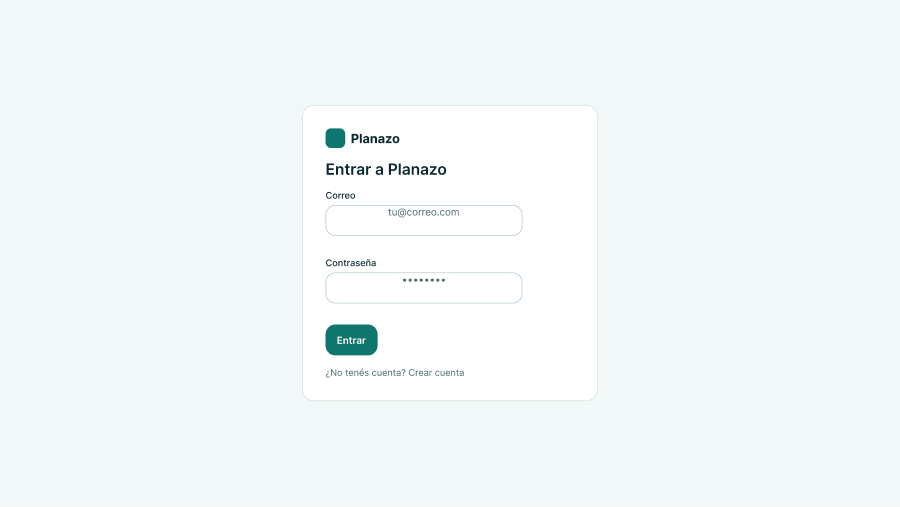 Planazo
Entrar a Planazo
Correo
tu@correo.com
Contraseña
••••••••
Entrar
¿No tenés cuenta? Crear cuenta